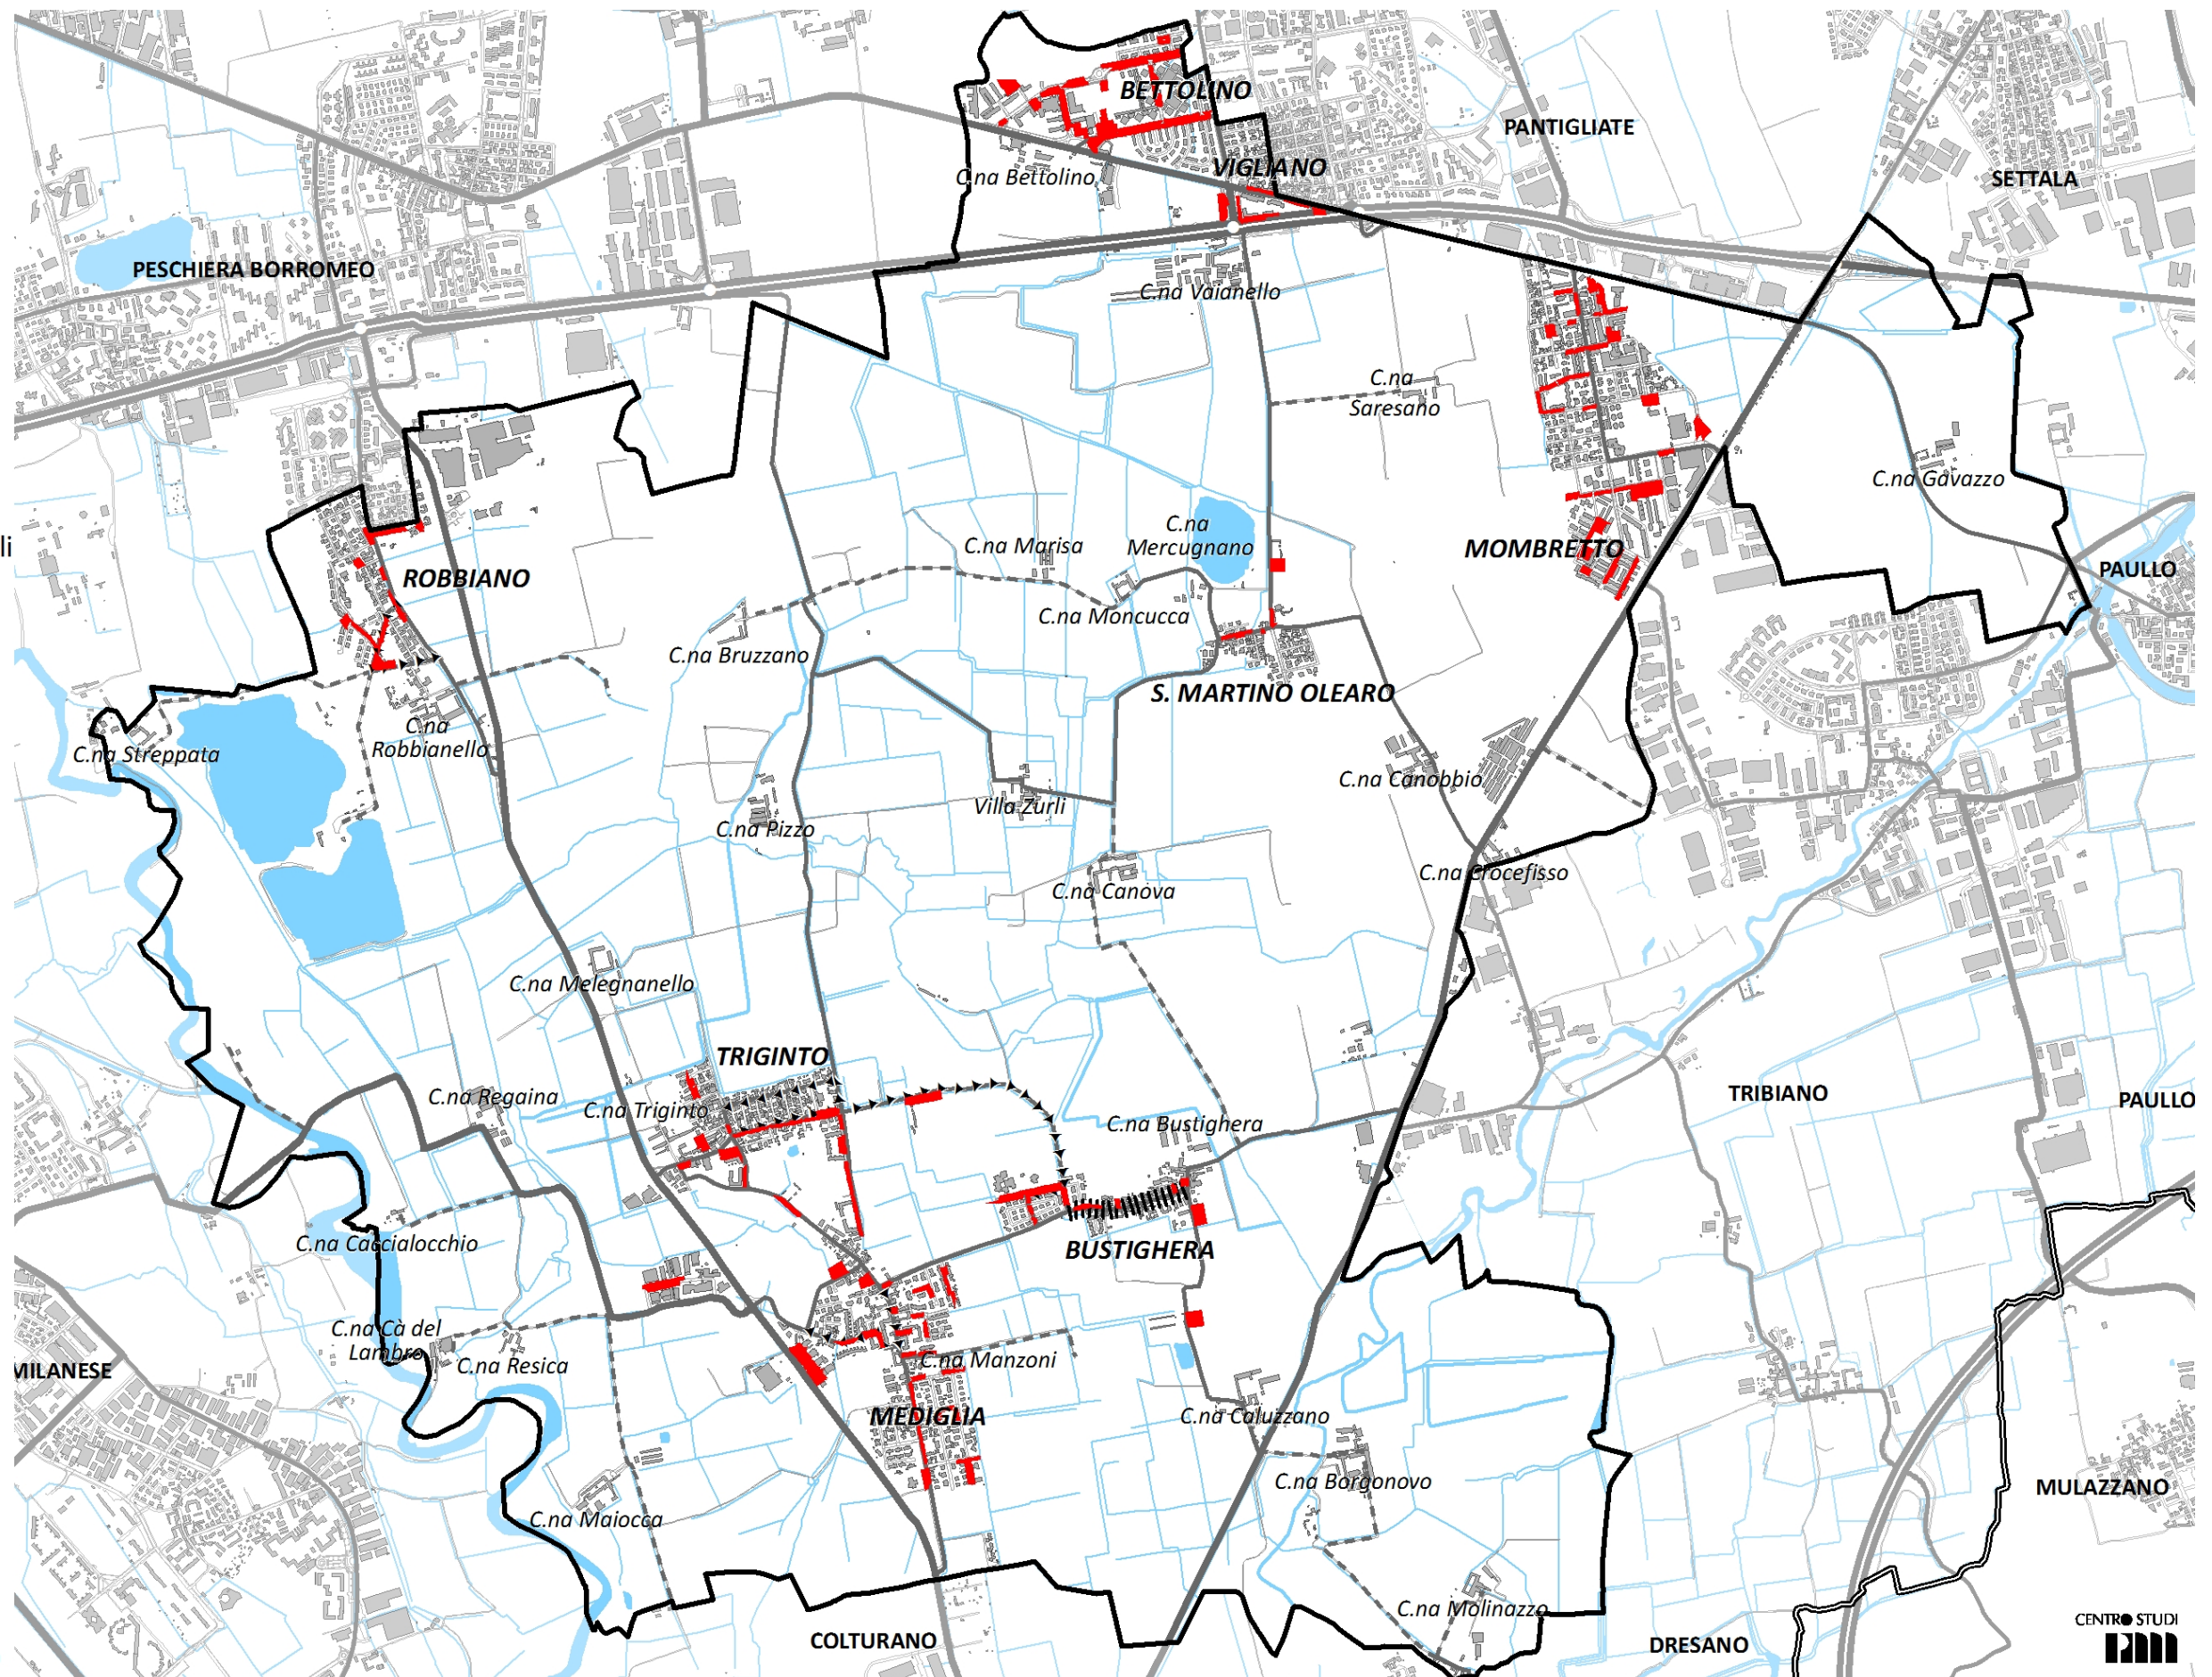 BETTOLINO
PANTIGLIATE
VIGLIANO
C.na Bettolino
SETTALA
PESCHIERA BORROMEO
C.na Vaianello
C.na
Saresano
C.na Gavazzo
li
C.na Marisa
C.na
Mercugnano
MOMBRETTO
PAULLO
ROBBIANO
C.na Moncucca
C.na Bruzzano
S. MARTINO OLEARO
C.na Streppata
C.na
Robbianello
C.na Canobbio
Villa Zurli
C.na Pizzo
C.na Crocefisso
C.na Canova
C.na Melegnanello
TRIGINTO
C.na Regaina
C.na Triginto
TRIBIANO
PAULLO
C.na Bustighera
C.na Caccialocchio
BUSTIGHERA
C.na Cà del
Lambro
C.na Resica
C.na Manzoni
MILANESE
MEDIGLIA
C.na Caluzzano
C.na Borgonovo
MULAZZANO
C.na Maiocca
C.na Molinazzo
COLTURANO
DRESANO
CENTRO STUDI
PIM